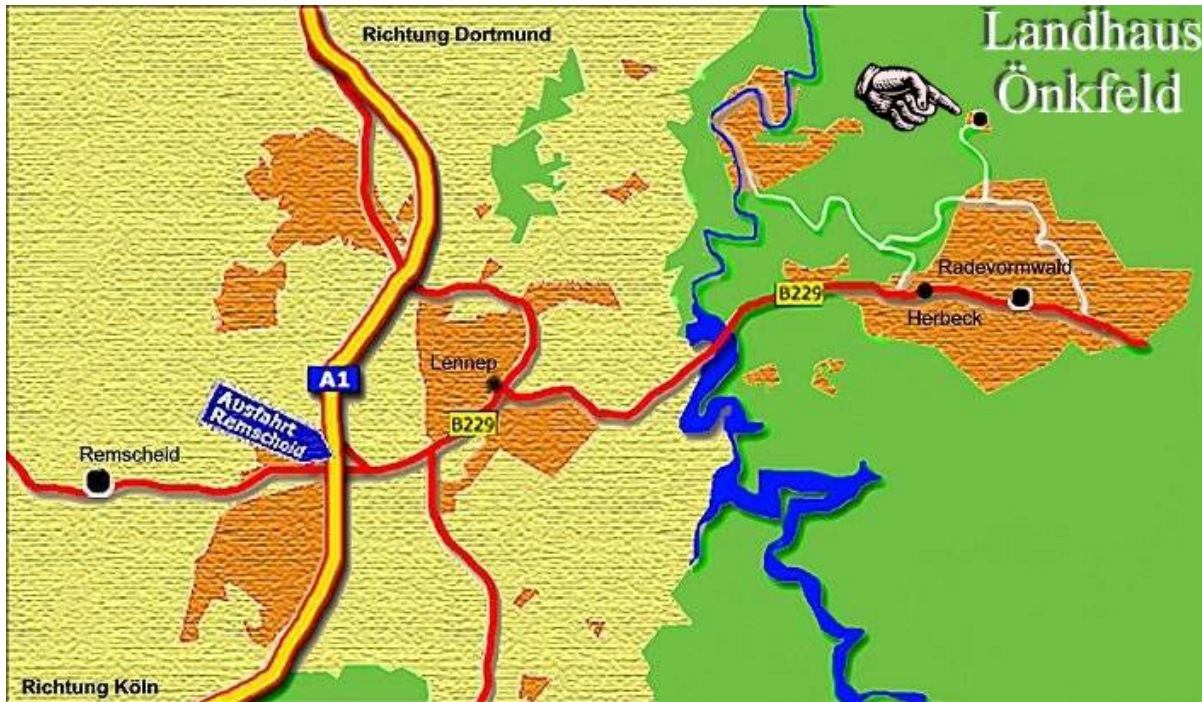 Richtung Dortmund
Landhaus
Önkfeld
Radevormwald
B229
Herbeck
Lennep
A1
Ausfahrt
Remscheid
B229
Remscheid
Richtung Köln